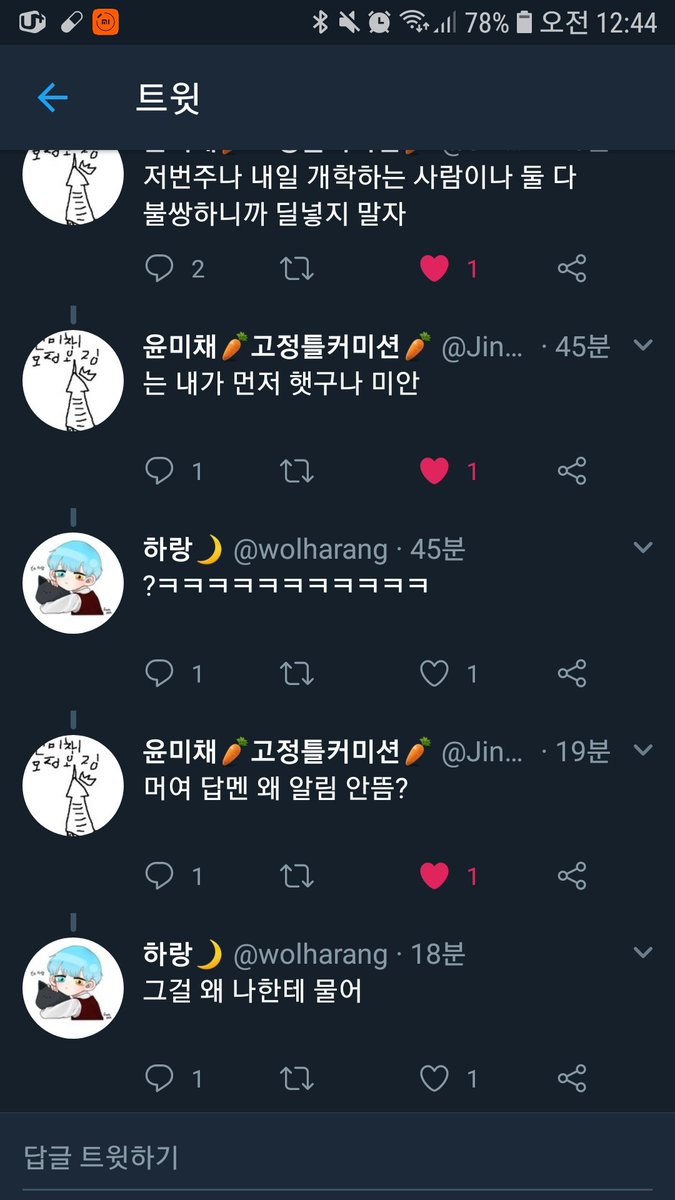 78% 오전 12:44
트윗
저번주나 내일 개학하는 사람이나 둘 다
불쌍하니까 딜넣지 말자
2 1
윤미채🥕고정틀커미션🥕 @Jin... · 45분
는 내가 먼저 햇구나 미안
1 1
하랑🌙 @wolharang · 45분
?ㅋㅋㅋㅋㅋㅋㅋㅋㅋㅋㅋ
1 1
윤미채🥕고정틀커미션🥕 @Jin... · 19분
머여 답멘 왜 알림 안뜸?
1 1
하랑🌙 @wolharang · 18분
그걸 왜 나한테 물어
1 1
답글 트윗하기